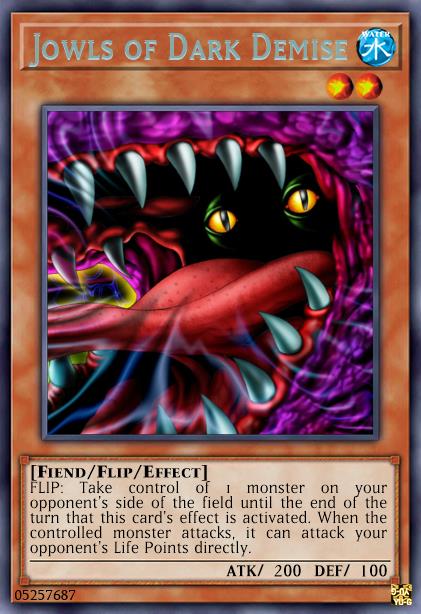 Jowls of Dark Demise
WATER
水
[Fiend/Flip/Effect]
FLIP: Take control of 1 monster on your
opponent's side of the field until the end of the
turn that this card's effect is activated. When the
controlled monster attacks, it can attack your
opponent's Life Points directly.
ATK/ 200 DEF/ 100
05257687